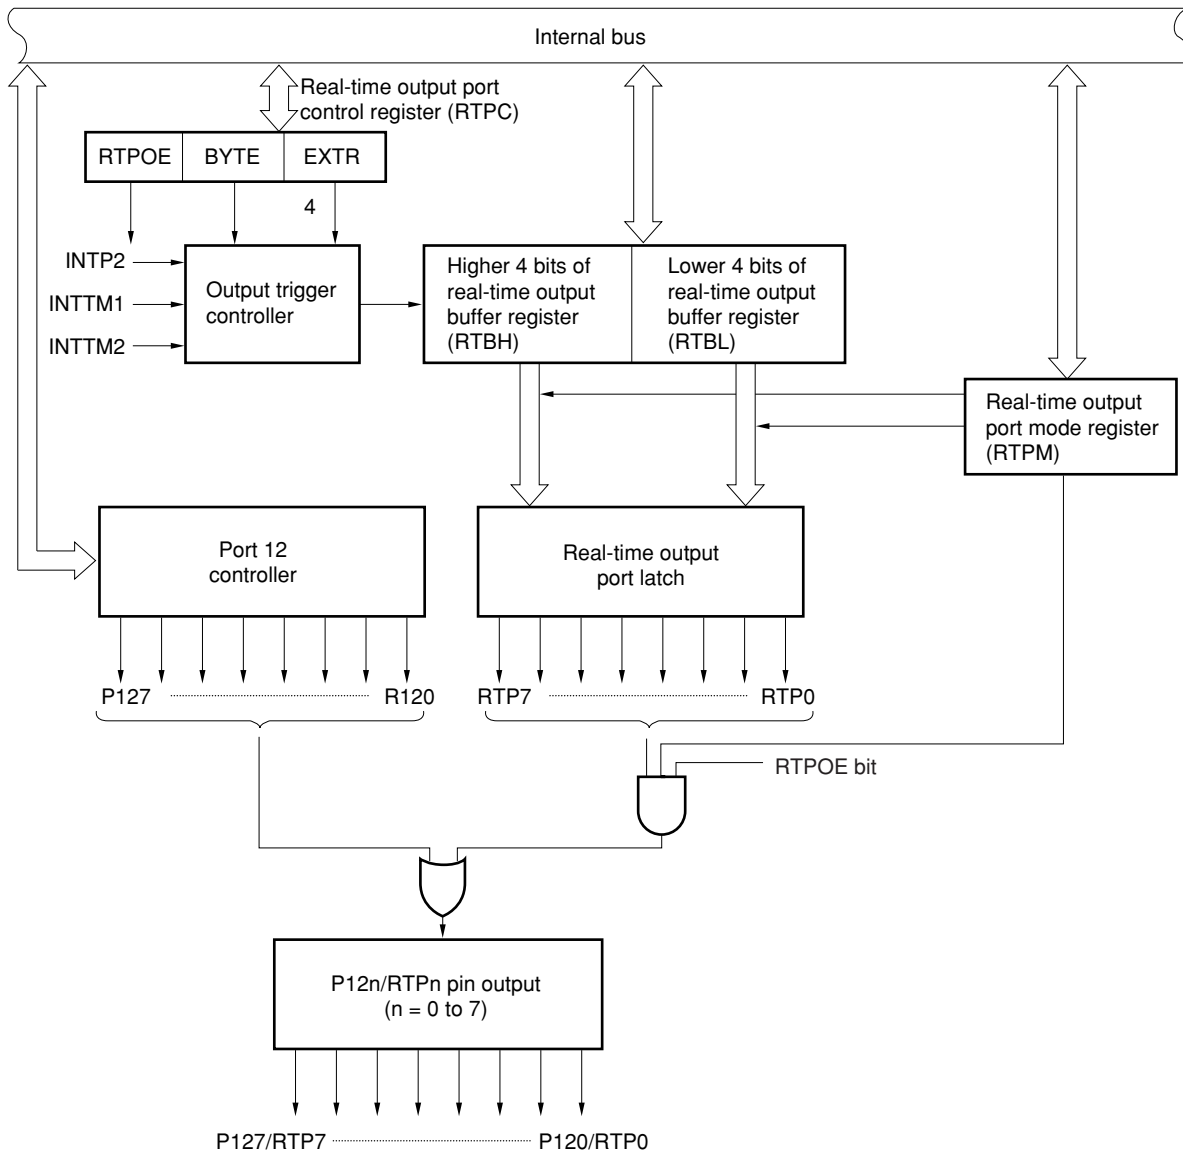 Internal bus
Real-time output port
control register (RTPC)
RTPOE BYTE EXTR
4
INTP2
INTTM1
INTTM2
Output trigger
controller
Higher 4 bits of
real-time output
buffer register
(RTBH)
Lower 4 bits of
real-time output
buffer register
(RTBL)
Real-time output
port mode register
(RTPM)
Port 12
controller
Real-time output
port latch
P127 R120
RTP7 RTP0
RTPOE bit
P12n/RTPn pin output
(n = 0 to 7)
P127/RTP7 P120/RTP0